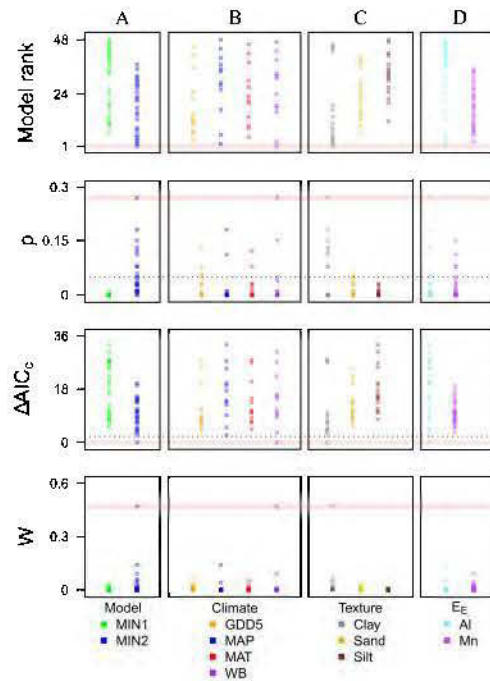 A B C D
Model rank
48
24
1
p
0.3
0.15
0
ΔAICc
36
18
0
W
0.6
0.3
0
Model Climate Texture EE
MIN1 GDD5 Clay Al
MIN2 MAP Sand Mn
MAT Silt
WB